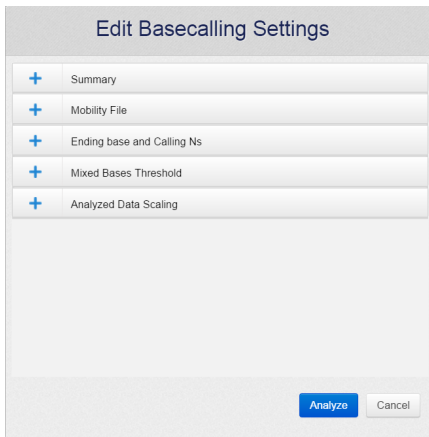 Edit Basecalling Settings
Summary
Mobility File
Ending base and Calling Ns
Mixed Bases Threshold
Analyzed Data Scaling
Analyze
Cancel